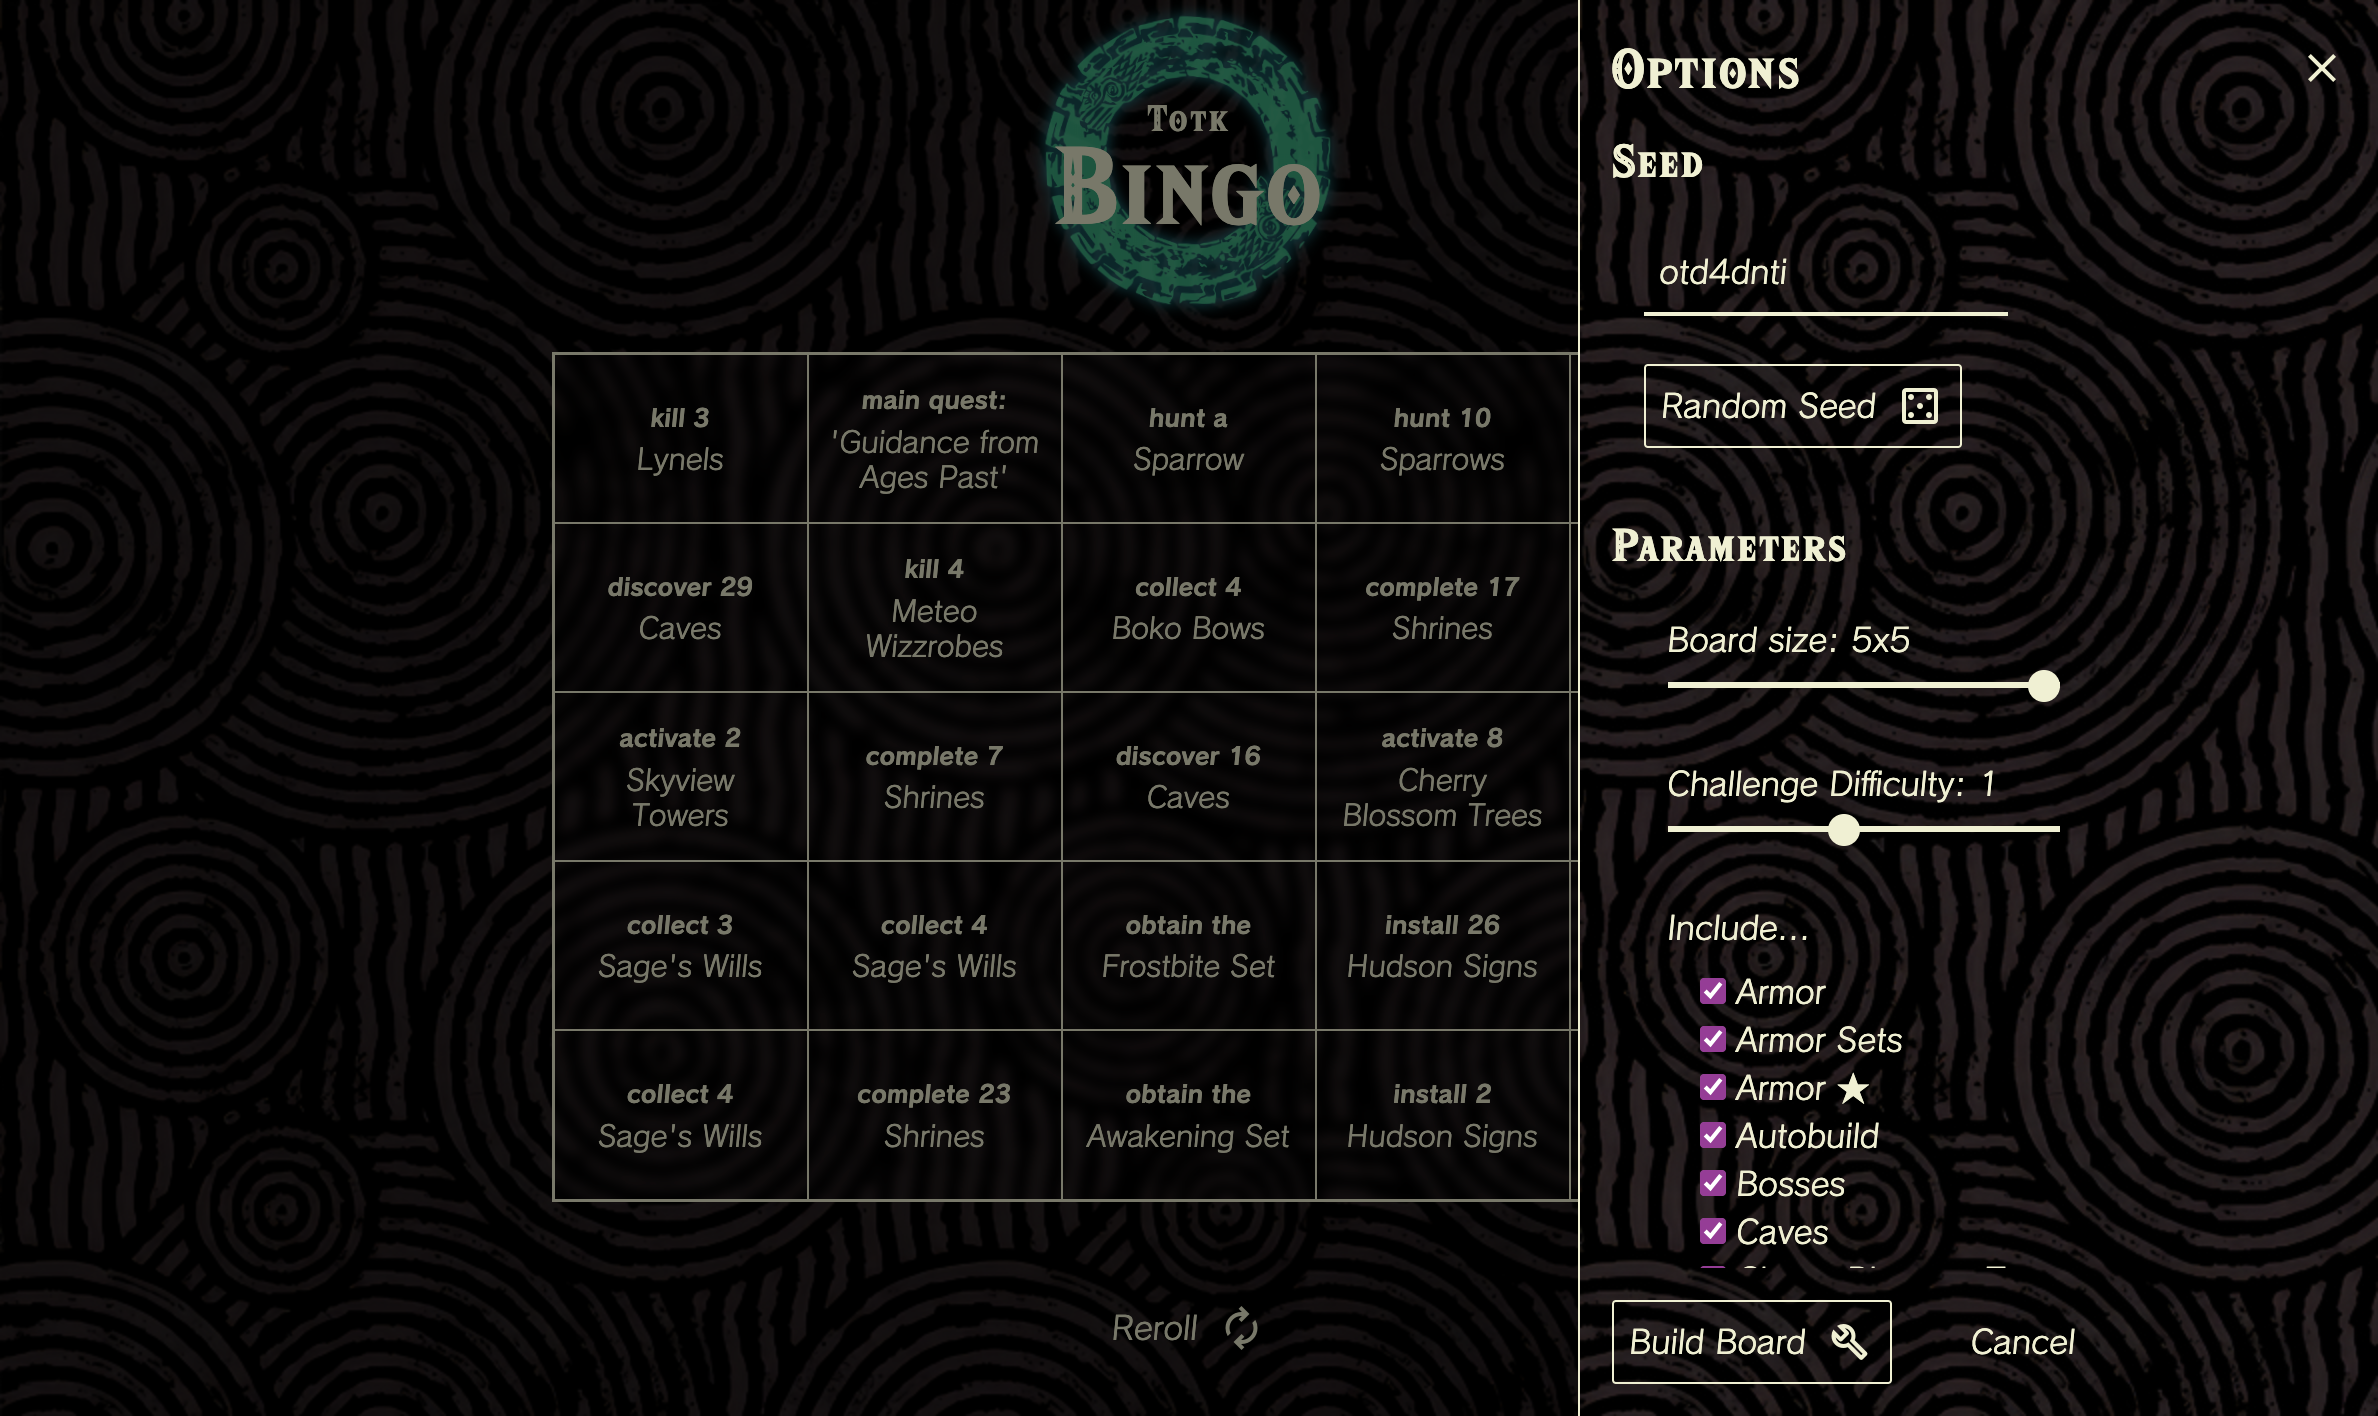 Totk
Bingo
kill 3
Lynels
main quest:
'Guidance from
Ages Past'
hunt a
Sparrow
hunt 10
Sparrows
discover 29
Caves
kill 4
Meteo
Wizzrobes
collect 4
Boko Bows
complete 17
Shrines
activate 2
Skyview
Towers
complete 7
Shrines
discover 16
Caves
activate 8
Cherry
Blossom Trees
collect 3
Sage's Wills
collect 4
Sage's Wills
obtain the
Frostbite Set
install 26
Hudson Signs
collect 4
Sage's Wills
complete 23
Shrines
obtain the
Awakening Set
install 2
Hudson Signs
Reroll
Options
Seed
otd4dnti
Random Seed
Parameters
Board size: 5x5
Challenge Difficulty: 1
Include...
Armor
Armor Sets
Armor ★
Autobuild
Bosses
Caves
Build Board
Cancel